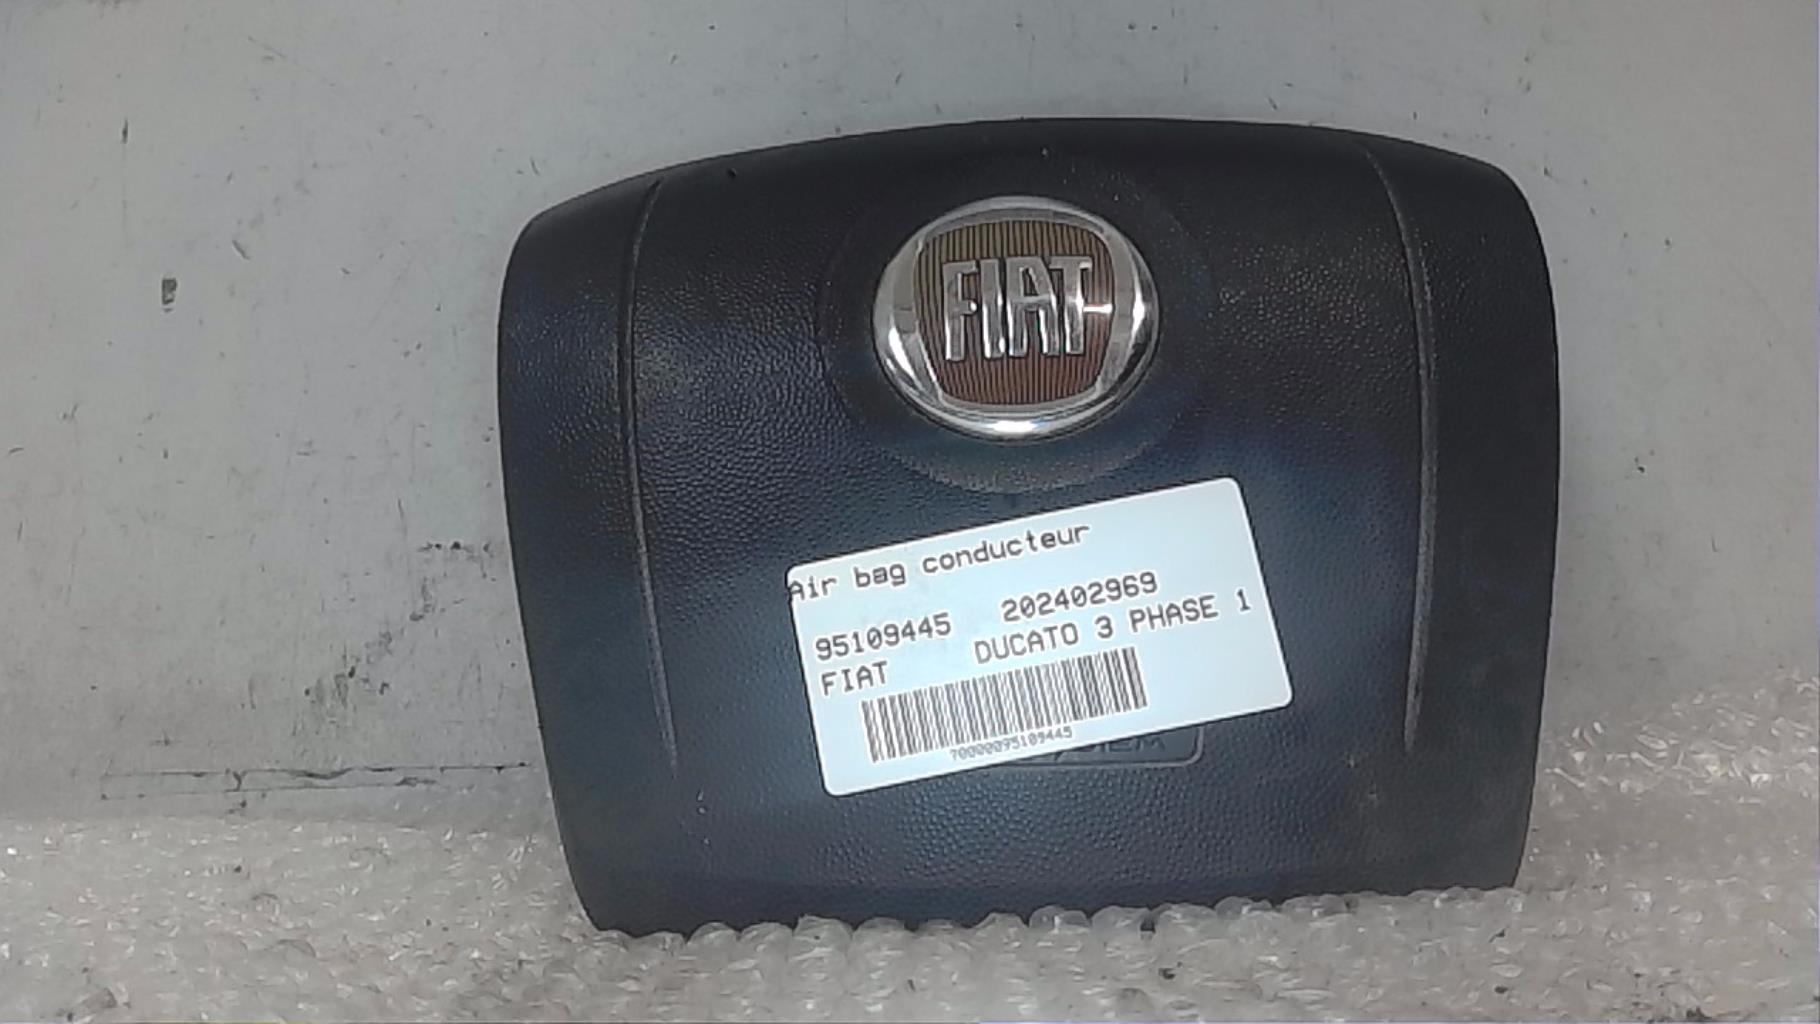 FIAT
Air bag conducteur
95109445 202402969
FIAT DUCATO 3 PHASE 1
70000095109445